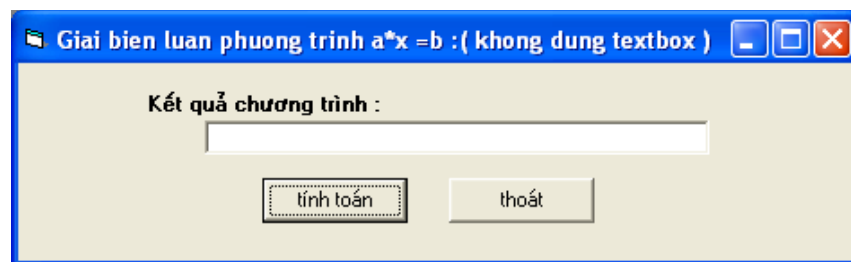 Giai bien luan phuong trinh a*x =b :( khong dung textbox )
Kết quả chương trình :
tính toán thoát